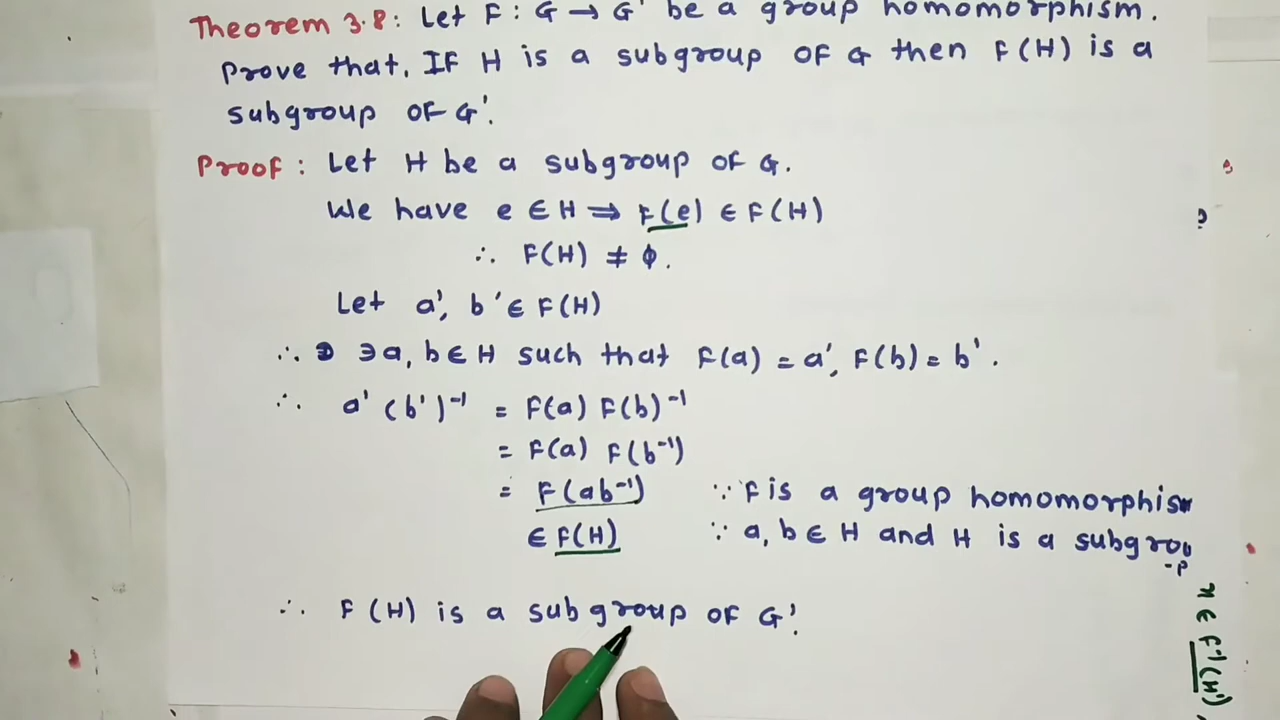 Theorem 3.8: Let F: G → G' be a group homomorphism.
Prove that, IF H is a subgroup OF G then F(H) is a
subgroup OF G'.
Proof: Let H be a subgroup OF G.
We have e ∈ H ⇒ F(e) ∈ F(H)
∴ F(H) ≠ ϕ.
Let a', b' ∈ F(H)
∴ ∃ a, b ∈ H such that F(a) = a', F(b) = b'.
∴ a' (b')⁻¹ = F(a) F(b)⁻¹
= F(a) F(b⁻¹)
= F(ab⁻¹) ∵ F is a group homomorphism
∈ F(H) ∵ a, b ∈ H and H is a subgrou
-p
∴ F(H) is a subgroup OF G'.
x ∈ F⁻¹(H')